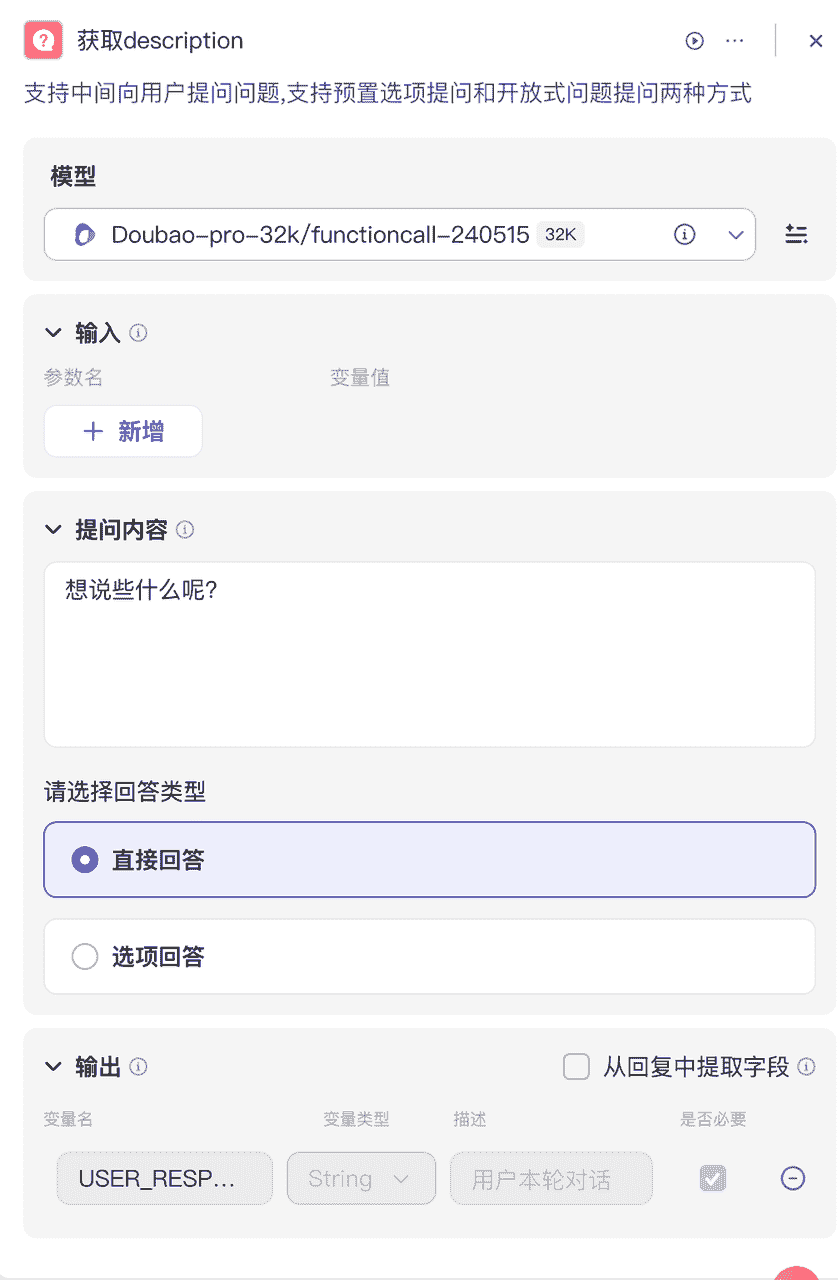 获取description
支持中间向用户提问问题,支持预置选项提问和开放式问题提问两种方式
模型
Doubao-pro-32k/functioncall-240515 32K
输入
参数名 变量值
+ 新增
提问内容
想说些什么呢?
请选择回答类型
直接回答
选项回答
输出 从回复中提取字段
变量名 变量类型 描述 是否必要
USER_RESP... String 用户本轮对话